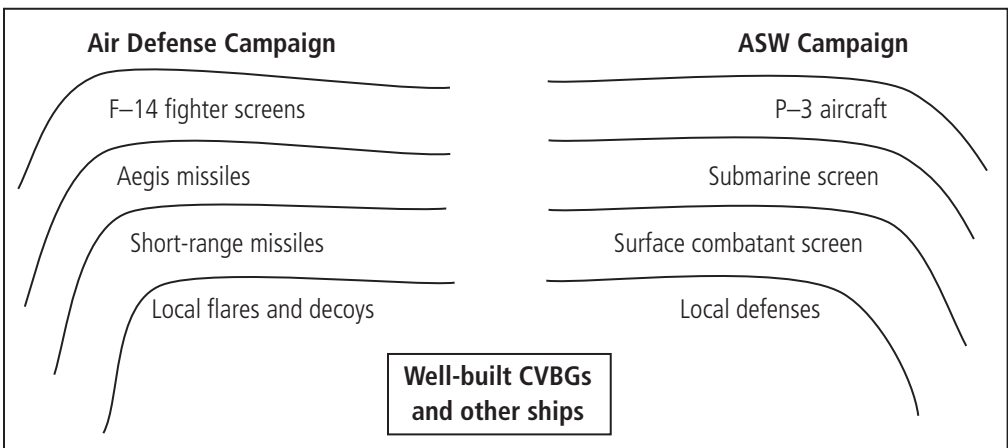 Air Defense Campaign
F–14 fighter screens
Aegis missiles
Short-range missiles
Local flares and decoys
ASW Campaign
P–3 aircraft
Submarine screen
Surface combatant screen
Local defenses
Well-built CVBGs
and other ships